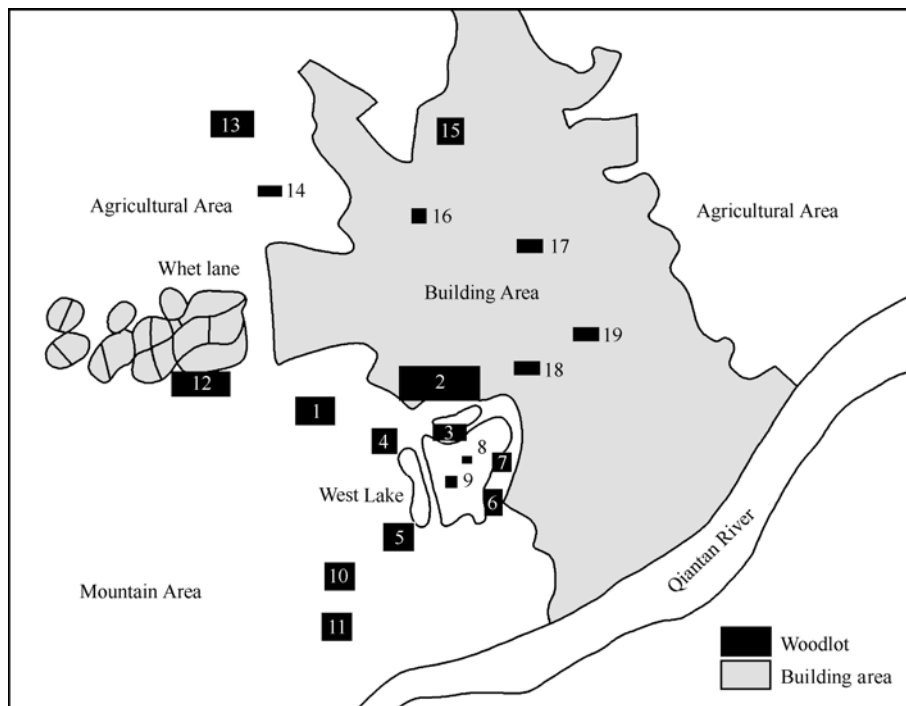 13
15
14
Agricultural Area
16
Agricultural Area
17
Whet lane
Building Area
19
18
12
2
1
3
4
8
7
9
West Lake
6
5
10
Qiantan River
Mountain Area
11
Woodlot
Building area